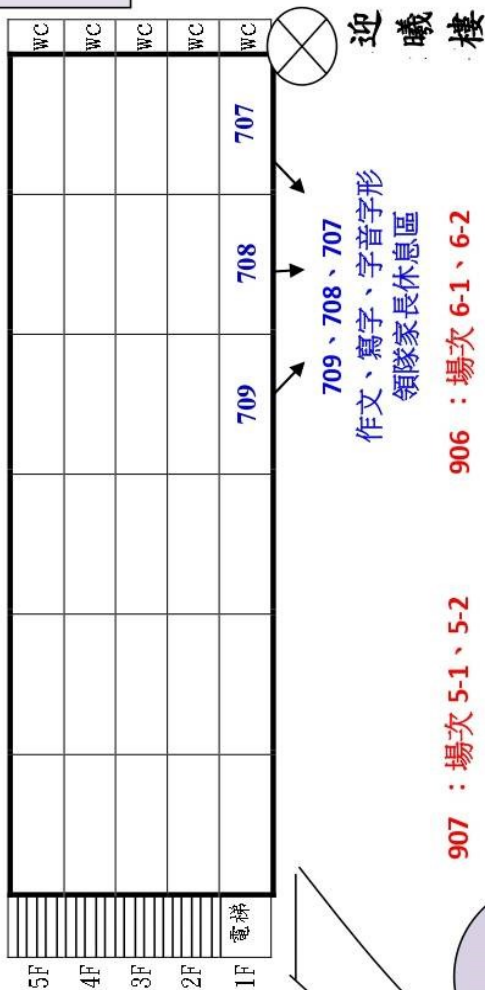 5F WC
4F WC
3F WC
2F WC
1F 電梯 709 708 707 WC
迎曦樓
709、708、707
作文、寫字、字音字形
領隊家長休息區
907 ：場次 5-1、5-2
906 ：場次 6-1、6-2